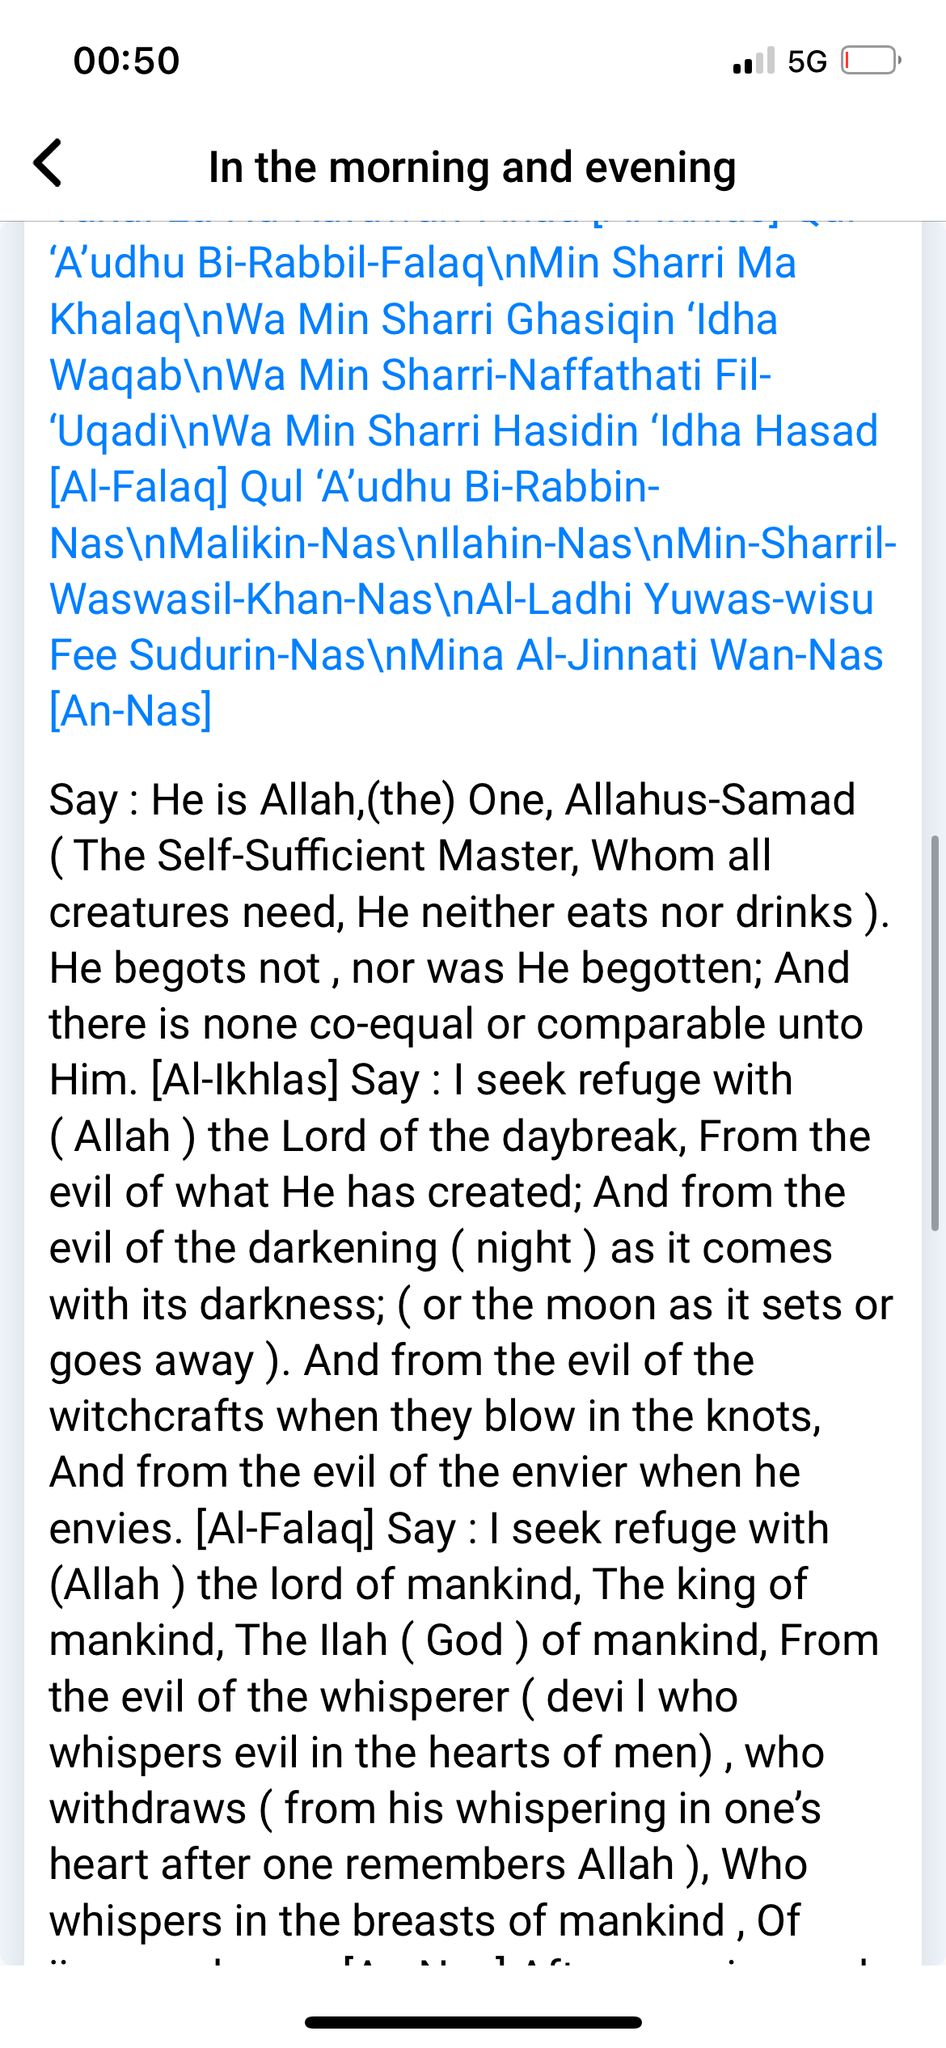 00:50
5G
In the morning and evening
‘A’udhu Bi-Rabbil-Falaq\nMin Sharri Ma
Khalaq\nWa Min Sharri Ghasiqin ‘Idha
Waqab\nWa Min Sharri-Naffathati Fil-
‘Uqadi\nWa Min Sharri Hasidin ‘Idha Hasad
[Al-Falaq] Qul ‘A’udhu Bi-Rabbin-
Nas\nMalikin-Nas\nIlahin-Nas\nMin-Sharril-
Waswasil-Khan-Nas\nAl-Ladhi Yuwas-wisu
Fee Sudurin-Nas\nMina Al-Jinnati Wan-Nas
[An-Nas]
Say : He is Allah,(the) One, Allahus-Samad
( The Self-Sufficient Master, Whom all
creatures need, He neither eats nor drinks ).
He begots not , nor was He begotten; And
there is none co-equal or comparable unto
Him. [Al-Ikhlas] Say : I seek refuge with
( Allah ) the Lord of the daybreak, From the
evil of what He has created; And from the
evil of the darkening ( night ) as it comes
with its darkness; ( or the moon as it sets or
goes away ). And from the evil of the
witchcrafts when they blow in the knots,
And from the evil of the envier when he
envies. [Al-Falaq] Say : I seek refuge with
(Allah ) the lord of mankind, The king of
mankind, The Ilah ( God ) of mankind, From
the evil of the whisperer ( devi l who
whispers evil in the hearts of men) , who
withdraws ( from his whispering in one’s
heart after one remembers Allah ), Who
whispers in the breasts of mankind , Of